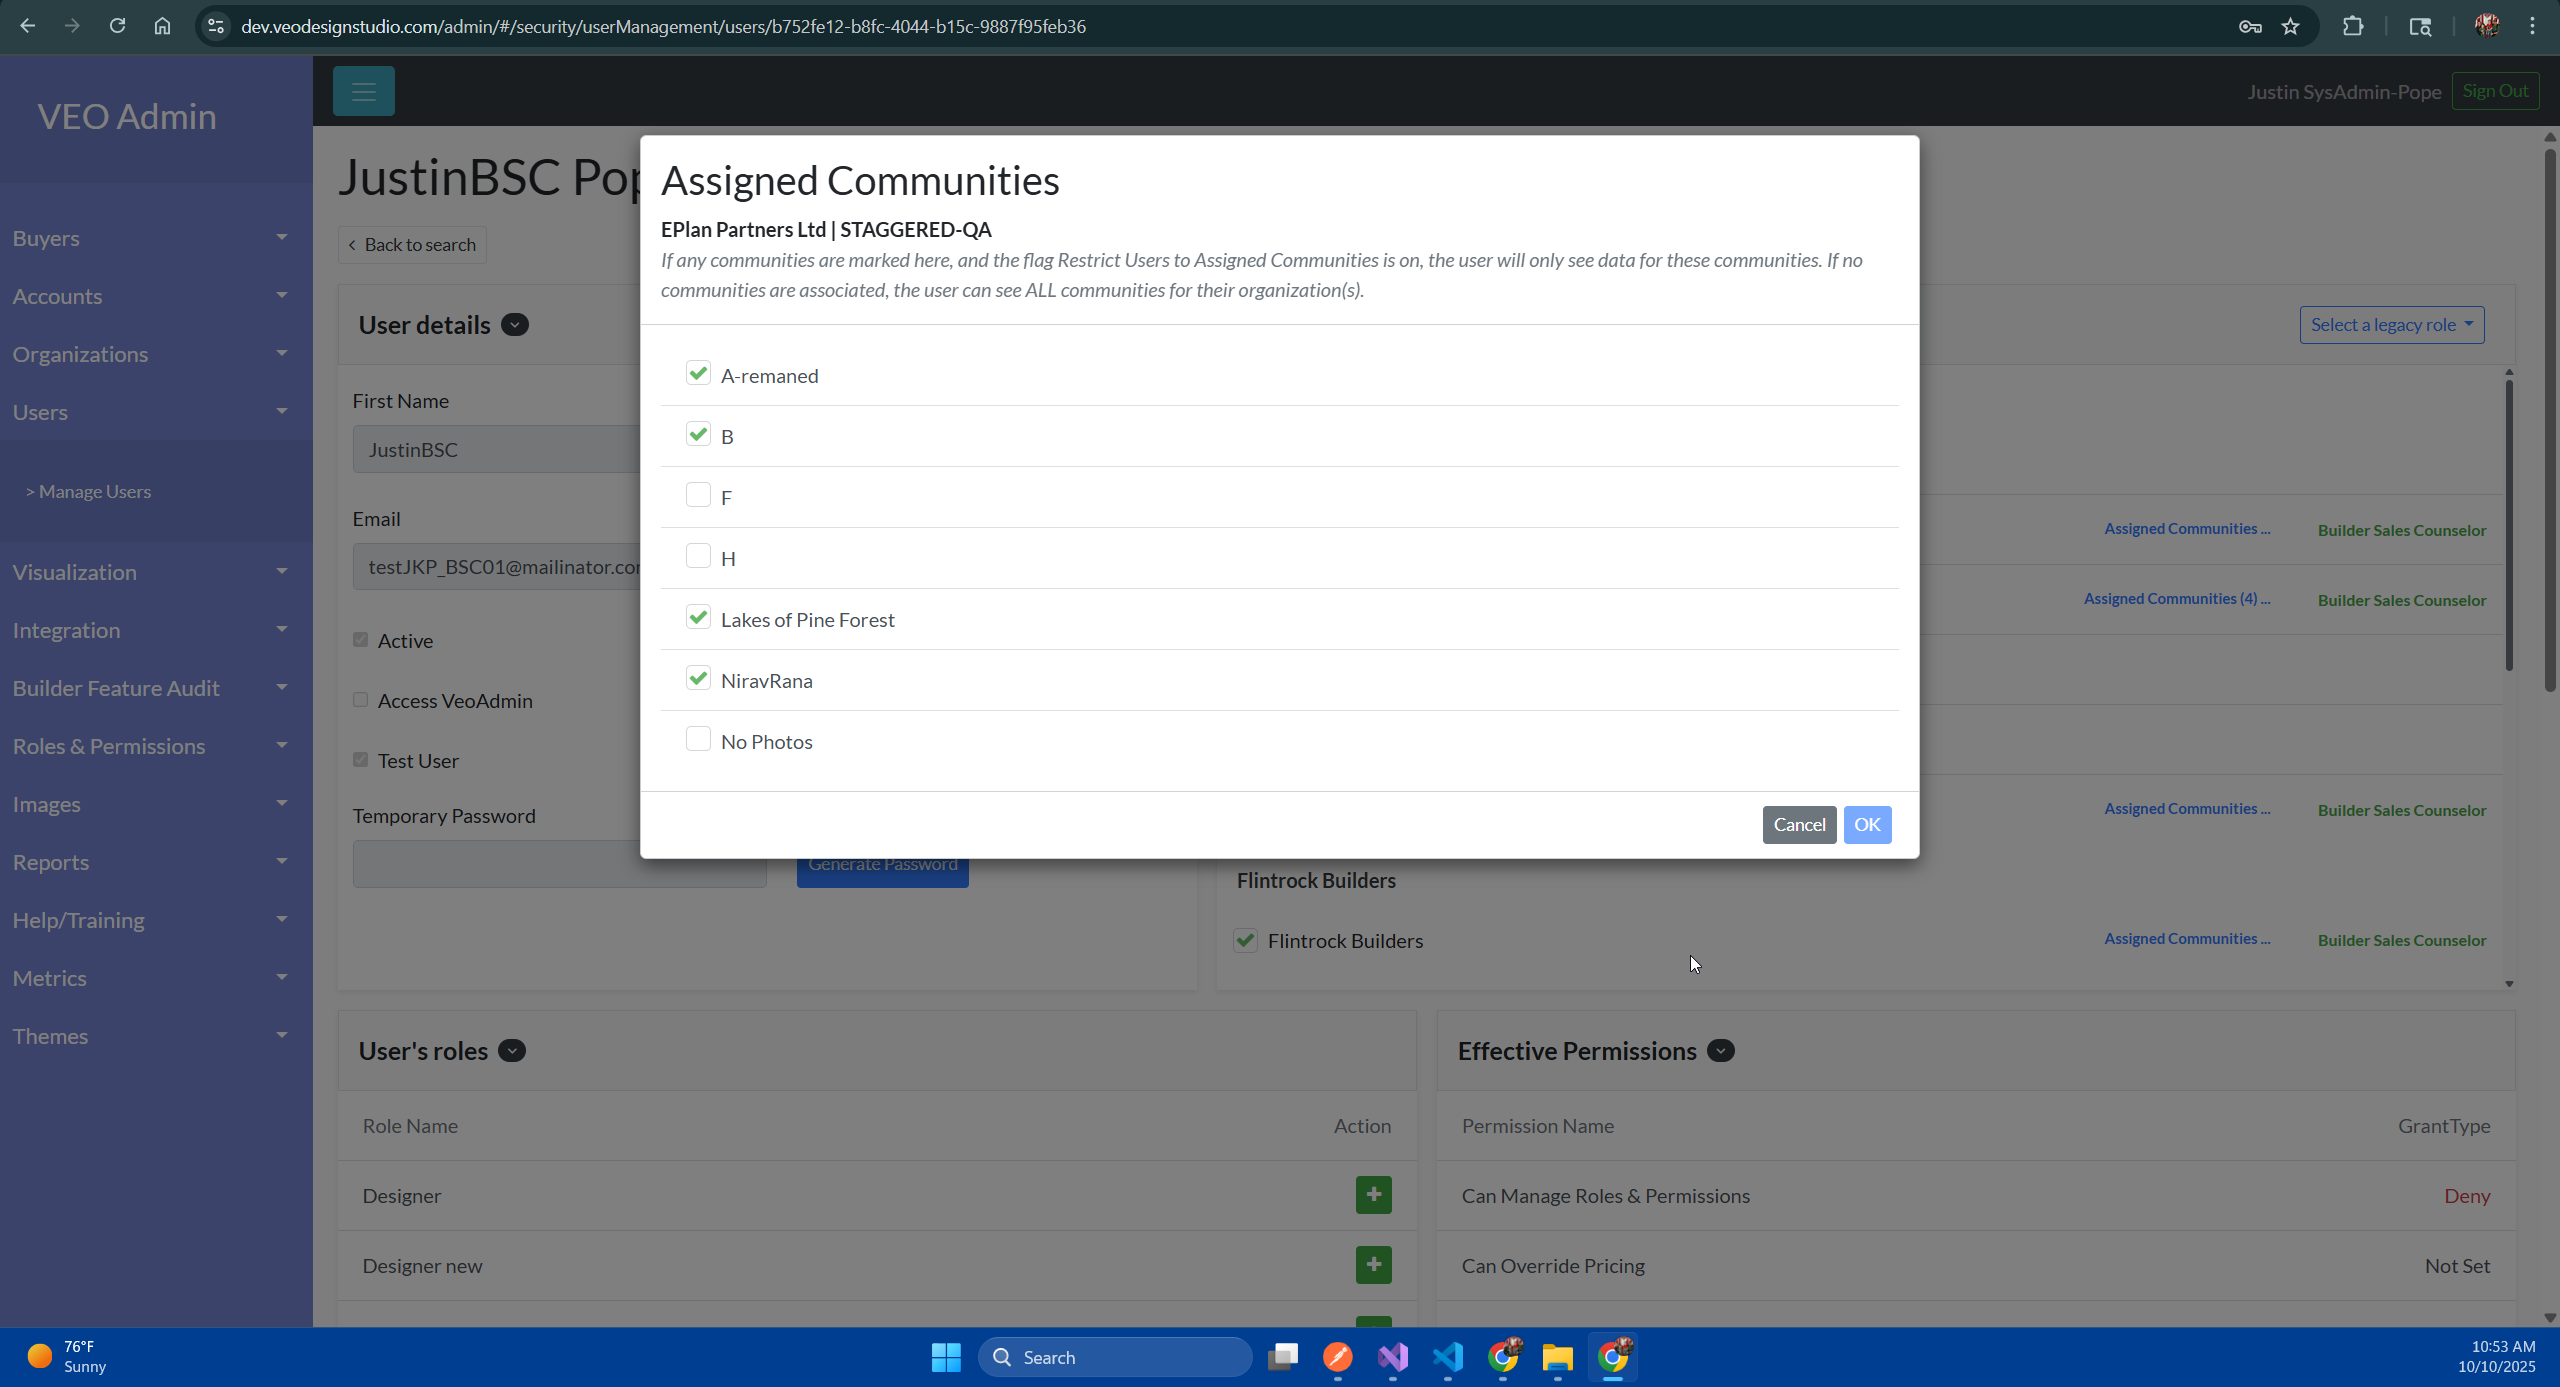 dev.veodesignstudio.com/admin/#/security/userManagement/users/b752fe12-b8fc-4044-b15c-9887f95feb36
VEO Admin
Justin SysAdmin-Pope
Sign Out
Buyers
Accounts
Organizations
Users
> Manage Users
Visualization
Integration
Builder Feature Audit
Roles & Permissions
Images
Reports
Help/Training
Metrics
Themes
JustinBSC
Back to search
User details
First Name
JustinBSC
Email
Active
Access VeoAdmin
Test User
Temporary Password
Generate Password
Assigned Communities
EPlan Partners Ltd | STAGGERED-QA
If any communities are marked here, and the flag Restrict Users to Assigned Communities is on, the user will only see data for these communities. If no
communities are associated, the user can see ALL communities for their organization(s).
A-remaned
B
F
H
Lakes of Pine Forest
NiravRana
No Photos
Cancel
OK
Select a legacy role
Assigned Communities ...
Builder Sales Counselor
Assigned Communities (4) ...
Builder Sales Counselor
Assigned Communities ...
Builder Sales Counselor
Flintrock Builders
Flintrock Builders
Assigned Communities ...
Builder Sales Counselor
User's roles
Role Name
Action
Designer
Designer new
Effective Permissions
Permission Name
GrantType
Can Manage Roles & Permissions
Deny
Can Override Pricing
Not Set
76°F
Sunny
Search
10:53 AM
10/10/2025